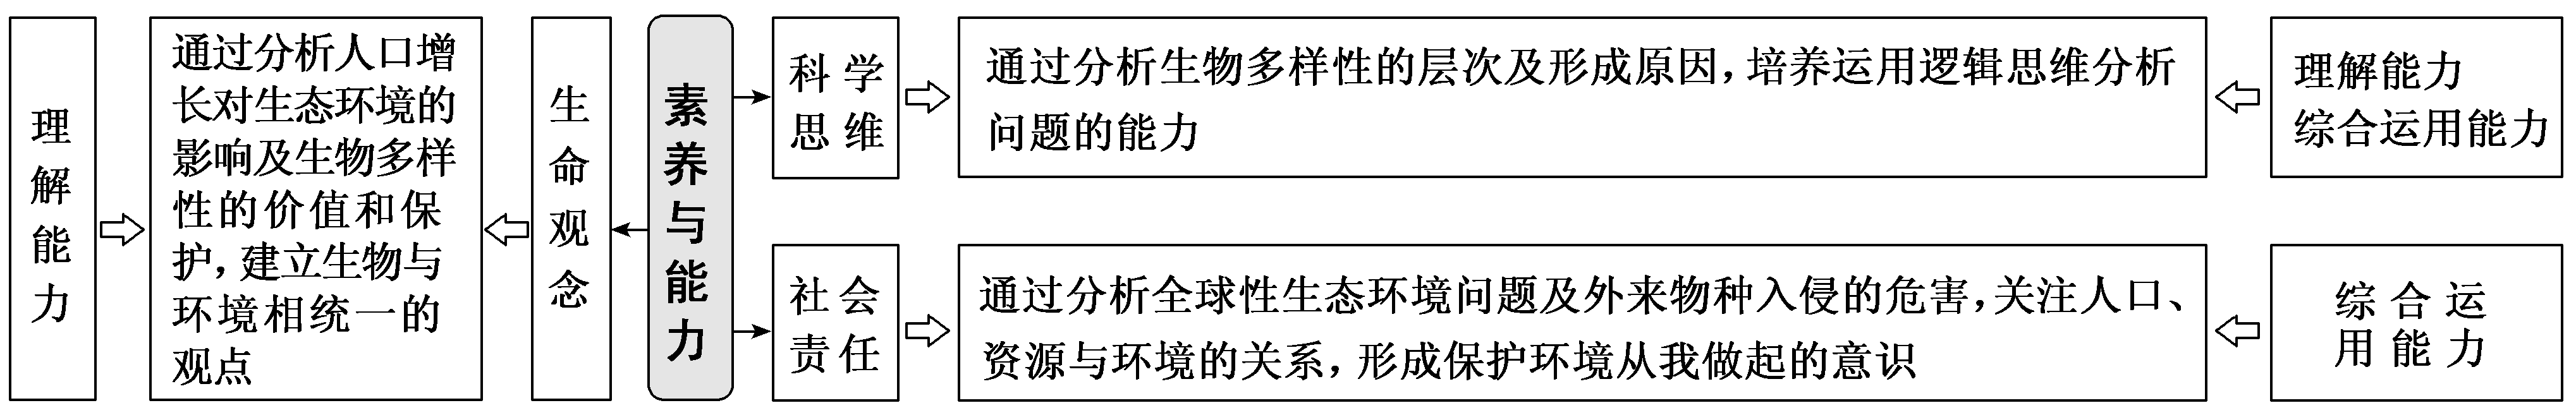 理解能力
通过分析人口增
长对生态环境的
影响及生物多样
性的价值和保
护，建立生物与
环境相统一的
观点
生命观念
素养与能力
科学
思维
通过分析生物多样性的层次及形成原因，培养运用逻辑思维分析
问题的能力
理解能力
综合运用能力
社会
责任
通过分析全球性生态环境问题及外来物种入侵的危害，关注人口、
资源与环境的关系，形成保护环境从我做起的意识
综合运
用能力